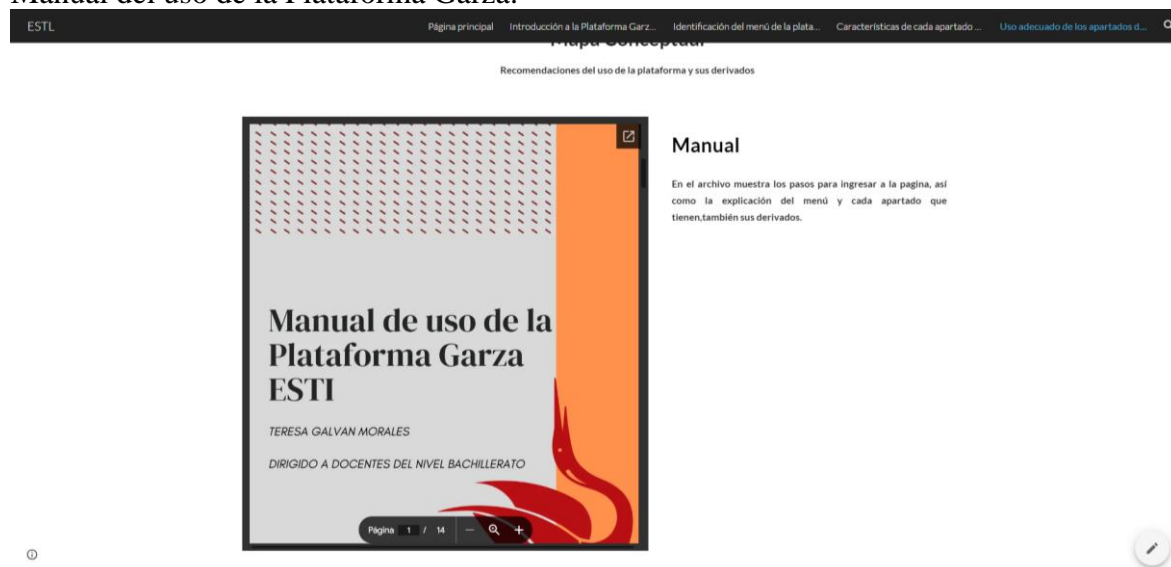 Manual del uso de la Plataforma Garza.
ESTL
Página principal
Introducción a la Plataforma Garz...
Identificación del menú de la plata...
Características de cada apartado ...
Uso adecuado de los apartados d...
Mapa Conceptual
Recomendaciones del uso de la plataforma y sus derivados
Manual de uso de la
Plataforma Garza
ESTI
TERESA GALVAN MORALES
DIRIGIDO A DOCENTES DEL NIVEL BACHILLERATO
Página 1 / 14
Manual
En el archivo muestra los pasos para ingresar a la pagina, así
como la explicación del menú y cada apartado que
tienen,también sus derivados.